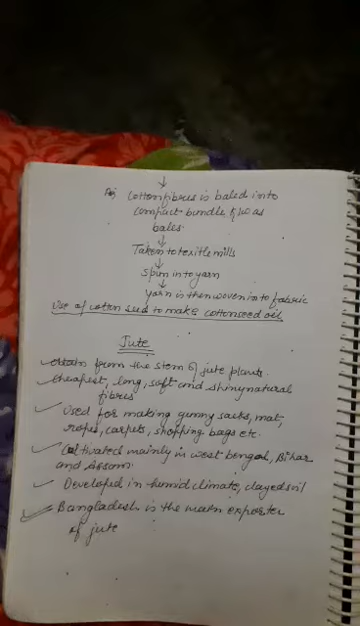 Cotton fibres is baled into
compact bundle
bales
Taken to textitle mills
Spun into yarn
yarn is then woven into fabric
Use of cotton seed to make cottonseed oil
Jute
obtain from the stem of jute plants.
Cheapest, long, soft and shiny natural
fibres
Used for making gunny sacks, mat,
ropes, carpets, shopping bags etc.
Cultivated mainly in west bengal, Bihar
and Assam
Developed in humid climate, clayed soil
Bangladesh is the main exporter
of jute